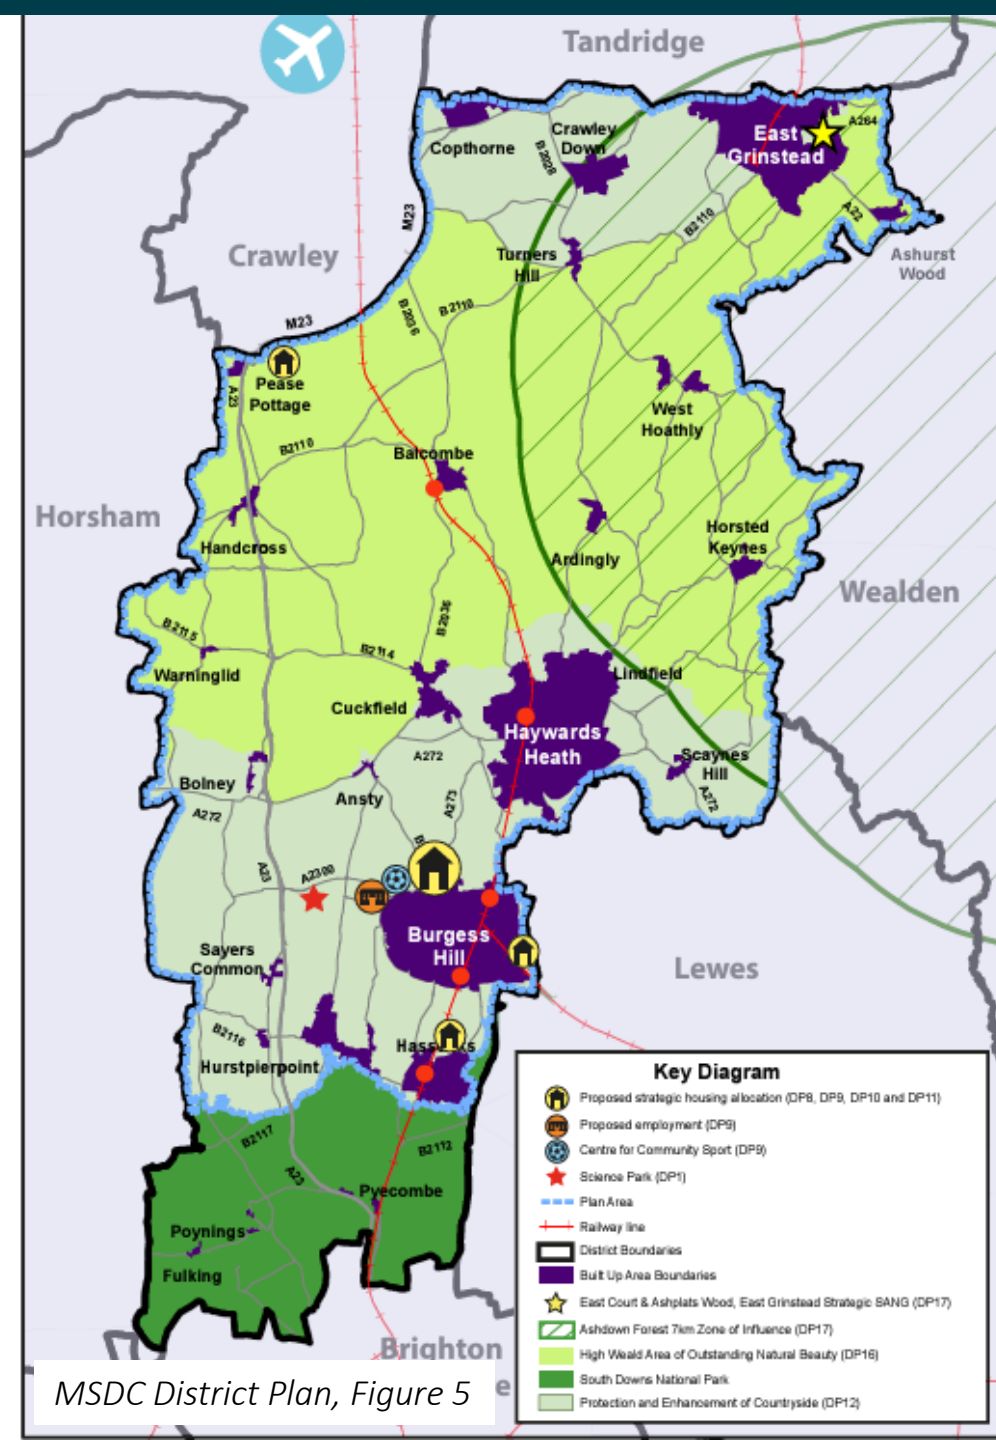 Tandridge
Copthorne
Crawley
Down
B 2028
East
Grinstead
A264
A22
Ashurst
Wood
M23
Crawley
Turners
Hill
B2110
B 2036
B2110
M23
Pease
Pottage
A23
West
Hoathly
B2110
Balcombe
Horsham
Handcross
Ardingly
Horsted
Keynes
Wealden
B2036
B 2115
B 2114
Warninglid
Cuckfield
Lindfield
Haywards
Heath
A272
Scaynes
Hill
A272
Bolney
Ansty
A272
A273
A23
A2300
Burgess
Hill
Sayers
Common
Lewes
B2116
Hurstpierpoint
B2117
A23
B2112
Pyecombe
Poynings
Fulking
Brighton
Key Diagram
Proposed strategic housing allocation (DP8, DP9, DP10 and DP11)
Proposed employment (DP9)
Centre for Community Sport (DP9)
Science Park (DP1)
Plan Area
Railway line
District Boundaries
Built Up Area Boundaries
East Court & Ashplats Wood, East Grinstead Strategic SANG (DP17)
Ashdown Forest 7km Zone of Influence (DP17)
High Weald Area of Outstanding Natural Beauty (DP16)
South Downs National Park
Protection and Enhancement of Countryside (DP12)
MSDC District Plan, Figure 5